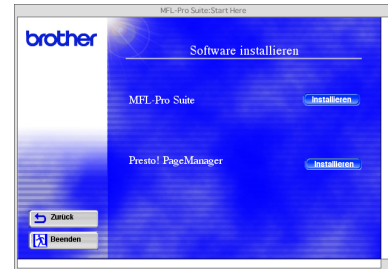 MFL-Pro Suite:Start Here
brother
Software installieren
MFL-Pro Suite
Installieren
Presto! PageManager
Installieren
Zurück
Beenden